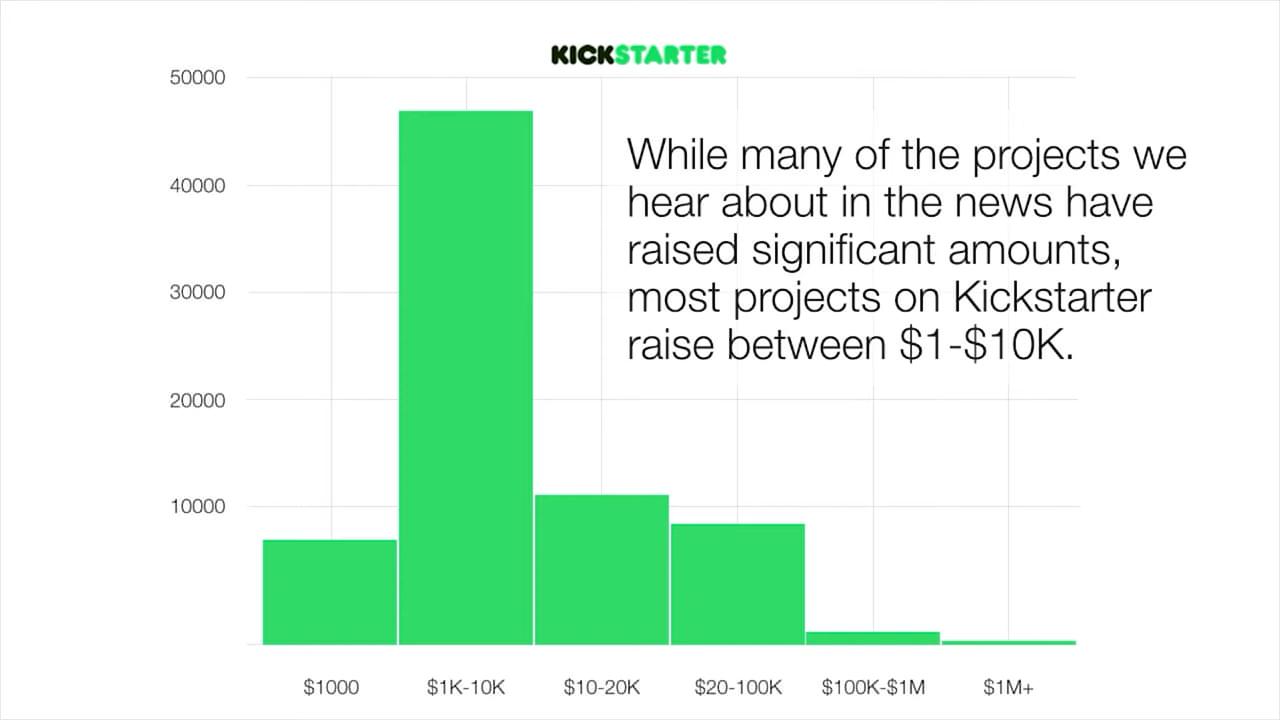 KICKSTARTER
50000
40000
30000
20000
10000
While many of the projects we
hear about in the news have
raised significant amounts,
most projects on Kickstarter
raise between $1-$10K.
$1000
$1K-10K
$10-20K
$20-100K
$100K-$1M
$1M+